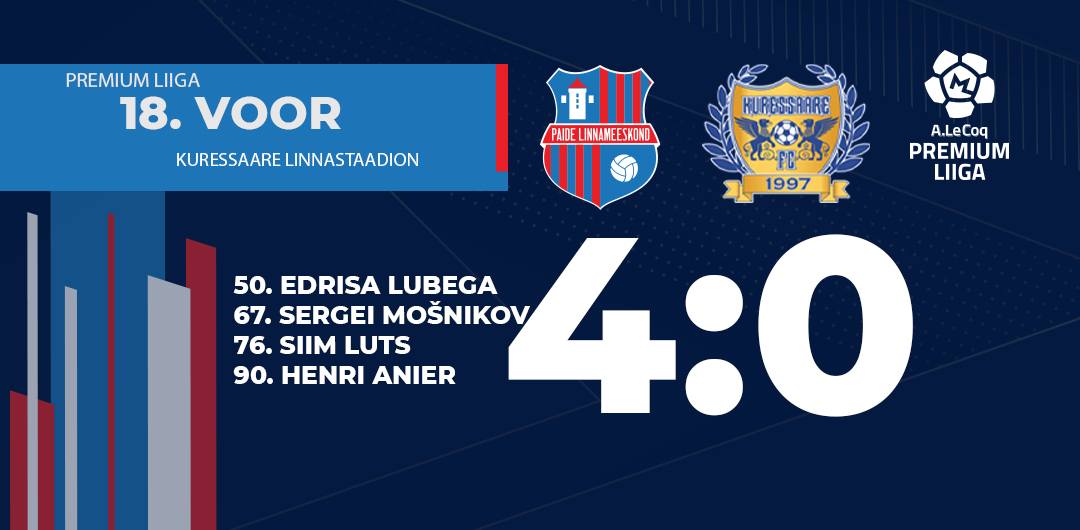 PREMIUM LIIGA
18. VOOR
KURESSAARE LINNASTAADION
PAIDE LINNAMEESKOND
KURESSAARE
FC
1997
A.LeCoq
PREMIUM
LIIGA
50. EDRISA LUBEGA
67. SERGEI MOŠNIKOV
76. SIIM LUTS
90. HENRI ANIER
4:0